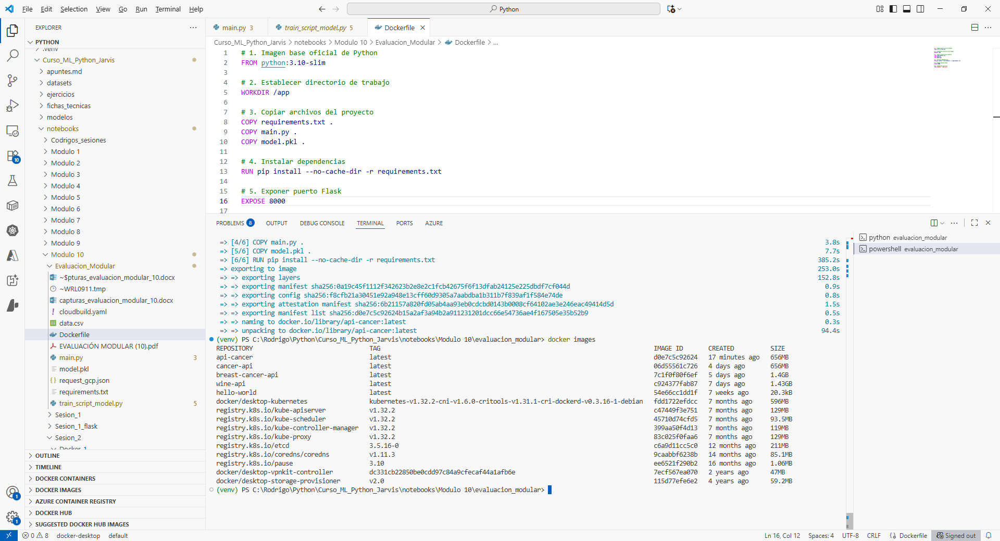 File Edit Selection View Go Run Terminal Help
Python
EXPLORER
PYTHON
.venv
Curso_ML_Python_Jarvis
apuntes.md
datasets
ejercicios
fichas_tecnicas
modelos
notebooks
Codrigos_sesiones
Modulo 1
Modulo 2
Modulo 3
Modulo 4
Modulo 5
Modulo 6
Modulo 7
Modulo 8
Modulo 9
Modulo 10
Evaluacion_Modular
~$pturas_evaluacion_modular_10.docx
~WRL0911.tmp
capturas_evaluacion_modular_10.docx
cloudbuild.yaml
data.csv
Dockerfile
EVALUACIÓN MODULAR (10).pdf
main.py 3
model.pkl
request_gcp.json
requirements.txt
train_script_model.py 5
Sesion_1
Sesion_1_flask
Sesion_2
Docker_1
OUTLINE
TIMELINE
DOCKER CONTAINERS
DOCKER IMAGES
AZURE CONTAINER REGISTRY
DOCKER HUB
SUGGESTED DOCKER HUB IMAGES
10
1
1
main.py 3 train_script_model.py 5 Dockerfile
Curso_ML_Python_Jarvis > notebooks > Modulo 10 > Evaluacion_Modular > Dockerfile > ...
1 # 1. Imagen base oficial de Python
2 FROM python:3.10-slim
3
4 # 2. Establecer directorio de trabajo
5 WORKDIR /app
6
7 # 3. Copiar archivos del proyecto
8 COPY requirements.txt .
9 COPY main.py .
10 COPY model.pkl .
11
12 # 4. Instalar dependencias
13 RUN pip install --no-cache-dir -r requirements.txt
14
15 # 5. Exponer puerto Flask
16 EXPOSE 8000
17
PROBLEMS 8 OUTPUT DEBUG CONSOLE TERMINAL PORTS AZURE
=> [4/6] COPY main.py . 3.8s
=> [5/6] COPY model.pkl . 7.7s
=> [6/6] RUN pip install --no-cache-dir -r requirements.txt 385.2s
=> exporting to image 253.0s
=> => exporting layers 152.8s
=> => exporting manifest sha256:0a19c45f1112f342623b2e8e2c1fcb42675f6f13dfab24125e225dbdf7cf044d 0.9s
=> => exporting config sha256:f8cfb21a30451e92a948e13cff60d9305a7aabdba1b311b7f839af1f584e74de 0.8s
=> => exporting attestation manifest sha256:6b21157a820fd05ab4aa93eb0cdcbd0143b0008cf64102ae3e246eac49414d5d 1.5s
=> => exporting manifest list sha256:d0e7c5c92624b15a2af3a94b2a911231201dcc66e54736ae4f167505e35b52b9 0.5s
=> => naming to docker.io/library/api-cancer:latest 0.3s
=> => unpacking to docker.io/library/api-cancer:latest 94.4s
(venv) PS C:\Rodrigo\Python\Curso_ML_Python_Jarvis\notebooks\Modulo 10\evaluacion_modular> docker images
REPOSITORY TAG IMAGE ID CREATED SIZE
api-cancer latest d0e7c5c92624 17 minutes ago 656MB
cancer-api latest 06d55561c726 4 days ago 656MB
breast-cancer-api latest 7c1f0f80f6ef 5 days ago 1.4GB
wine-api latest c924377fab87 7 days ago 1.43GB
hello-world latest 54e66cc1dd1f 7 weeks ago 20.3kB
docker/desktop-kubernetes kubernetes-v1.32.2-cni-v1.6.0-critools-v1.31.1-cri-dockerd-v0.3.16-1-debian fdd1722efdcc 7 months ago 596MB
registry.k8s.io/kube-apiserver v1.32.2 c47449f3e751 7 months ago 129MB
registry.k8s.io/kube-scheduler v1.32.2 45710d74cfd5 7 months ago 93.5MB
registry.k8s.io/kube-controller-manager v1.32.2 399aa50f4d13 7 months ago 119MB
registry.k8s.io/kube-proxy v1.32.2 83c025f0faa6 7 months ago 129MB
registry.k8s.io/etcd 3.5.16-0 c6a9d11cc5c0 12 months ago 211MB
registry.k8s.io/coredns/coredns v1.11.3 9caabbf6238b 14 months ago 85.1MB
registry.k8s.io/pause 3.10 ee6521f290b2 16 months ago 1.06MB
docker/desktop-vpnkit-controller dc331cb22850be0cdd97c84a9cfecaf44a1afb6e 7ecf567ea070 2 years ago 47MB
docker/desktop-storage-provisioner v2.0 115d77efe6e2 4 years ago 59.2MB
(venv) PS C:\Rodrigo\Python\Curso_ML_Python_Jarvis\notebooks\Modulo 10\evaluacion_modular>
python evaluacion_modular
powershell evaluacion_modular
0 8 docker-desktop default
Ln 16, Col 12 Spaces: 4 UTF-8 CRLF Dockerfile Signed out